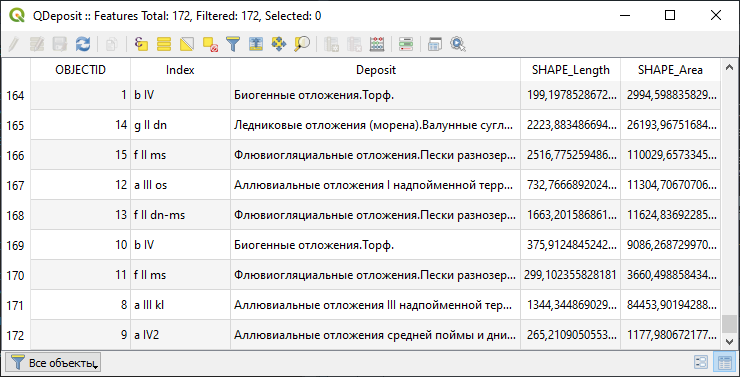 QDeposit :: Features Total: 172, Filtered: 172, Selected: 0
OBJECTID Index Deposit SHAPE_Length SHAPE_Area
164 1 b IV Биогенные отложения.Торф. 199,1978528672... 2994,598835829...
165 14 g II dn Ледниковые отложения (морена).Валунные сугл... 2223,883486694... 26193,96751684...
166 15 f II ms Флювиогляциальные отложения.Пески разнозер... 2516,775259486... 110029,6573345...
167 12 a III os Аллювиальные отложения I надпойменной терр... 732,7666892024... 11304,70670706...
168 13 f II dn-ms Флювиогляциальные отложения.Пески разнозер... 1663,201586861... 11624,83692285...
169 10 b IV Биогенные отложения.Торф. 375,9124845242... 9086,268729970...
170 11 f II ms Флювиогляциальные отложения.Пески разнозер... 299,102355828181 3660,498858434...
171 8 a III kl Аллювиальные отложения III надпойменной тер... 1344,344869029... 84453,90194288...
172 9 a IV2 Аллювиальные отложения средней поймы и дни... 265,2109050553... 1177,980672177...
Все объекты